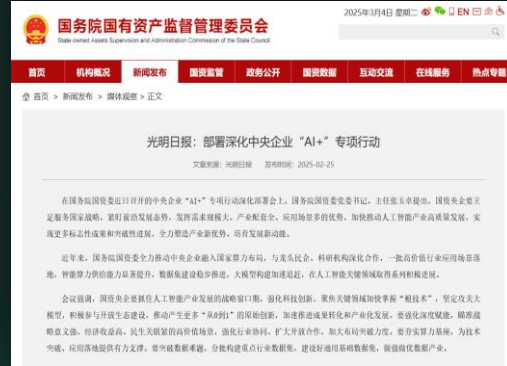 2025年3月4日 星期二
EN
国务院国有资产监督管理委员会
State-owned Assets Supervision and Administration Commission of the State Council
首页 机构概况 新闻发布 国资监管 政务公开 国资数据 互动交流 在线服务 热点专题
首页 > 新闻发布 > 媒体观察 > 正文
光明日报:部署深化中央企业“AI+”专项行动
文章来源:光明日报 发布时间:2025-02-25
在国务院国资委近日召开的中央企业“AI+”专项行动深化部署会上,国务院国资委党委书记、主任张玉卓提出,国资央企要立
足服务国家战略,紧盯前沿发展态势,发挥需求规模大、产业配套全、应用场景多的优势,加快推动人工智能产业高质量发展,实
现更多标志性成果和突破性进展,全力塑造产业新优势,培育发展新动能。
近年来,国务院国资委全力推动中央企业融入国家算力布局,与龙头民企、科研机构深化合作,一批高价值行业应用场景落
地,智能算力供给能力显著提升,数据集建设稳步推进,大模型构建加速追赶,在人工智能关键领域取得系列积极进展。
会议强调,国资央企要抓住人工智能产业发展的战略窗口期,强化科技创新,聚焦关键领域加快掌握“根技术”,坚定攻关大
模型,积极参与开放生态建设,推动产生更多“从0到1”的原始创新,加速推进成果转化和产业化发展。要强化深度赋能,瞄准战
略意义强、经济收益高、民生关联紧的高价值场景,强化行业协同,扩大开放合作,加大布局突破力度。要夯实算力基座,为技术
突破、应用落地提供有力支撑。要突破数据难题,分批构建重点行业数据集,建设好通用基础数据集,做强做优数据产业。